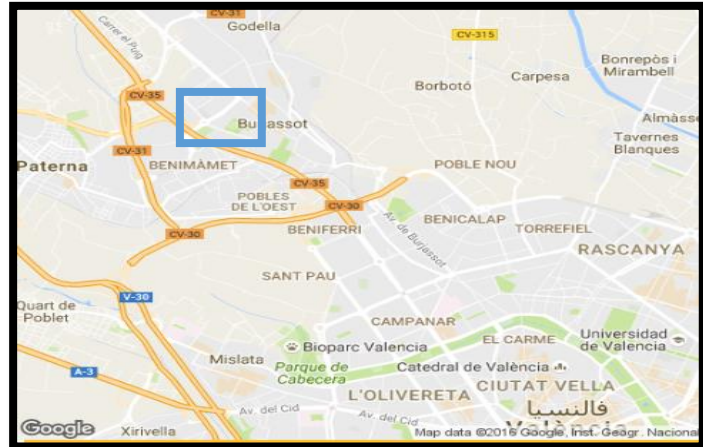 CV-31
Godella
Carrer el Puig
CV-315
Bonrepòs i
Mirambell
Carpesa
Borbotó
CV-35
Almàsse
Burjassot
Tavernes
Blanques
CV-31
Paterna
BENIMÀMET
POBLE NOU
CV-35
POBLES
DE L'OEST
CV-30
BENICALAP
TORREFIEL
CV-30
BENIFERRI
Av. de Burjassot
RASCANYA
SANT PAU
V-30
Quart de
Poblet
CAMPANAR
EL CARME
Universidad
de Valencia
Bioparc Valencia
Mislata
Parque de
Cabecera
Catedral de València
A-3
CIUTAT VELLA
L'OLIVERETA
فالنسيا
València
Av. del Cid
Av. del Cid
Google
Xirivella
Map data ©2016 Google, Inst. Geogr. Nacional